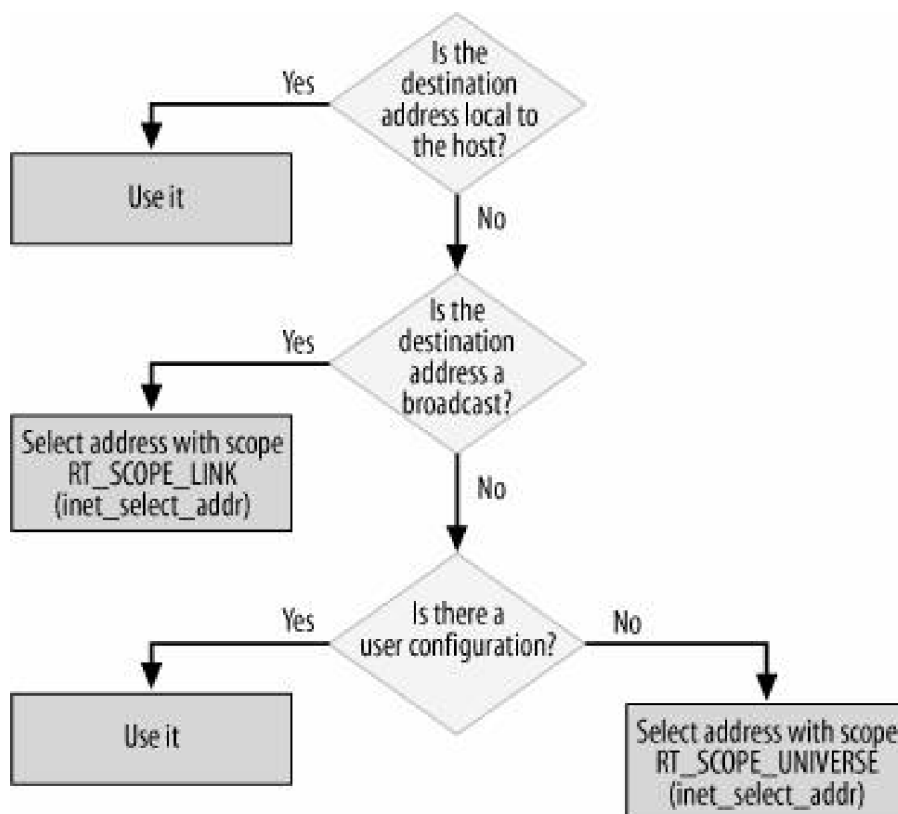 Is the
destination
address local to
the host?
Yes
Use it
No
Is the
destination
address a
broadcast?
Yes
Select address with scope
RT_SCOPE_LINK
(inet_select_addr)
No
Is there a
user configuration?
Yes
No
Use it
Select address with scope
RT_SCOPE_UNIVERSE
(inet_select_addr)